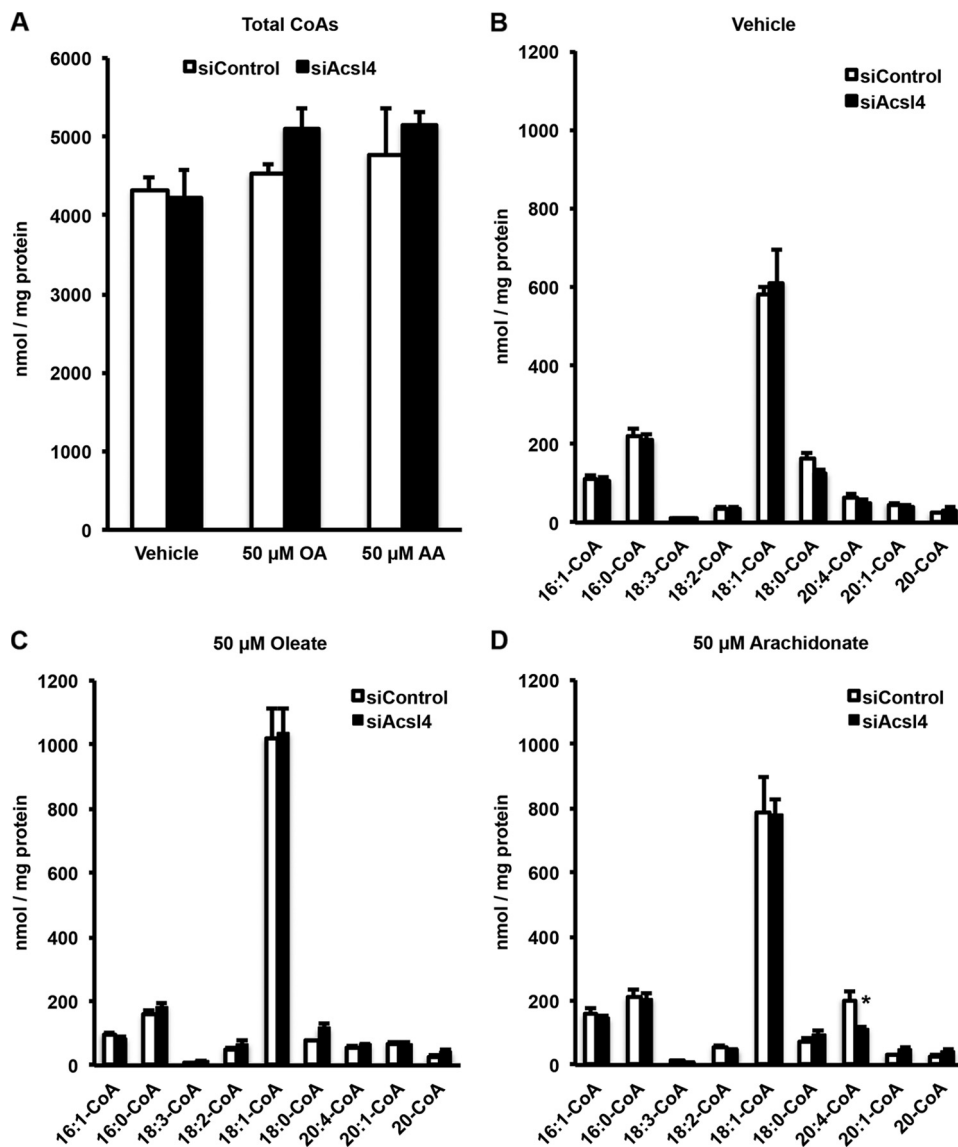 A
Total CoAs
siControl siAcsl4
nmol / mg protein
6000
5000
4000
3000
2000
1000
0
Vehicle 50 µM OA 50 µM AA
B
Vehicle
siControl
siAcsl4
nmol / mg protein
1200
1000
800
600
400
200
0
16:1-CoA
16:0-CoA
18:3-CoA
18:2-CoA
18:1-CoA
18:0-CoA
20:4-CoA
20:1-CoA
20-CoA
C
50 µM Oleate
siControl
siAcsl4
nmol / mg protein
1200
1000
800
600
400
200
0
16:1-CoA
16:0-CoA
18:3-CoA
18:2-CoA
18:1-CoA
18:0-CoA
20:4-CoA
20:1-CoA
20-CoA
D
50 µM Arachidonate
siControl
siAcsl4
nmol / mg protein
1200
1000
800
600
400
200
0
*
16:1-CoA
16:0-CoA
18:3-CoA
18:2-CoA
18:1-CoA
18:0-CoA
20:4-CoA
20:1-CoA
20-CoA